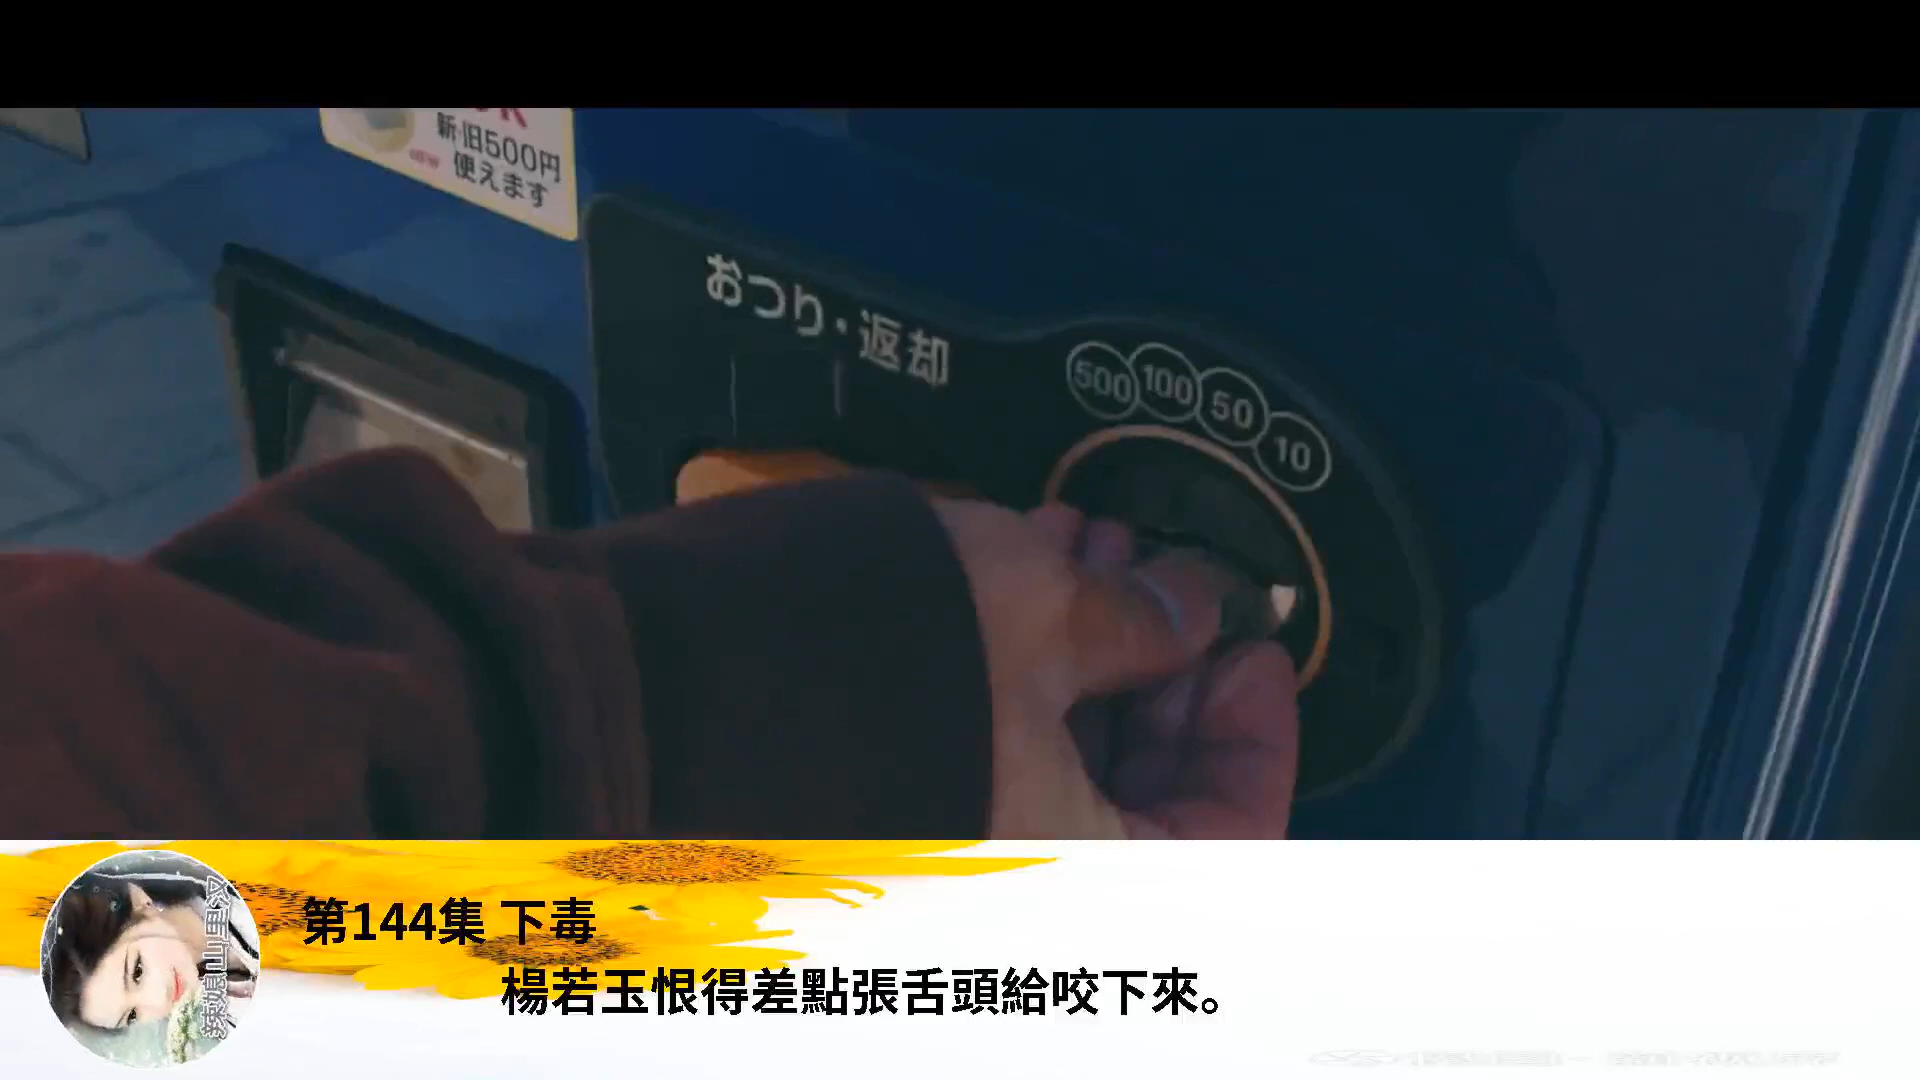 新・旧500円
使えます
おつり・返却
500 100 50 10
第144集 下毒
楊若玉恨得差點張舌頭給咬下來。